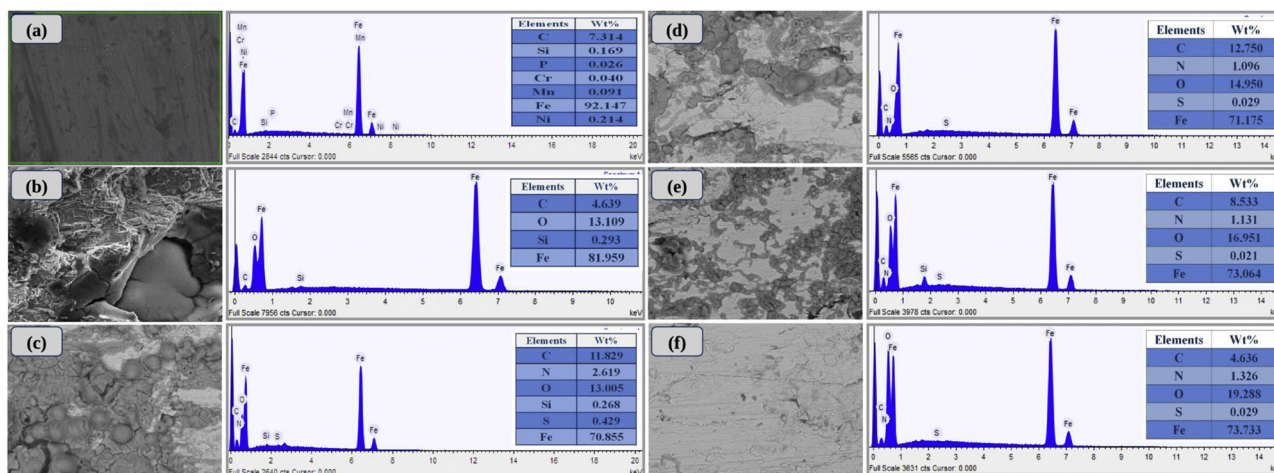 (a)
Elements Wt%
C 7.314
Si 0.169
P 0.026
Cr 0.040
Mn 0.091
Fe 92.147
Ni 0.214
Mn
Cr
Ni
Fe
C
Si
P
Fe
Mn
Mn
Cr Cr
Fe
Ni Ni
0 2 4 6 8 10 12 14 16 18 20
Full Scale 2844 cts Cursor: 0.000 keV
(b)
Elements Wt%
C 4.639
O 13.109
Si 0.293
Fe 81.959
Fe
O
C
Si
Fe
Fe
0 1 2 3 4 5 6 7 8 9 10
Full Scale 7956 cts Cursor: 0.000 keV
(c)
Elements Wt%
C 11.829
N 2.619
O 13.005
Si 0.268
S 0.429
Fe 70.855
Fe
O
C
N
Si S
Fe
Fe
0 2 4 6 8 10 12 14 16 18 20
Full Scale 2640 cts Cursor: 0.000 keV
(d)
Elements Wt%
C 12.750
N 1.096
O 14.950
S 0.029
Fe 71.175
Fe
O
C
N
S
Fe
Fe
0 1 2 3 4 5 6 7 8 9 10 11 12 13 14
Full Scale 5565 cts Cursor: 0.000
(e)
Elements Wt%
C 8.533
N 1.131
O 16.951
S 0.021
Fe 73.064
Fe
O
C
N
Si
S
Fe
Fe
0 1 2 3 4 5 6 7 8 9 10 11 12 13 14
Full Scale 3978 cts Cursor: 0.000
(f)
Elements Wt%
C 4.636
N 1.326
O 19.288
S 0.029
Fe 73.733
O
Fe
C
N
S
Fe
Fe
0 1 2 3 4 5 6 7 8 9 10 11 12 13 14
Full Scale 3631 cts Cursor: 0.000